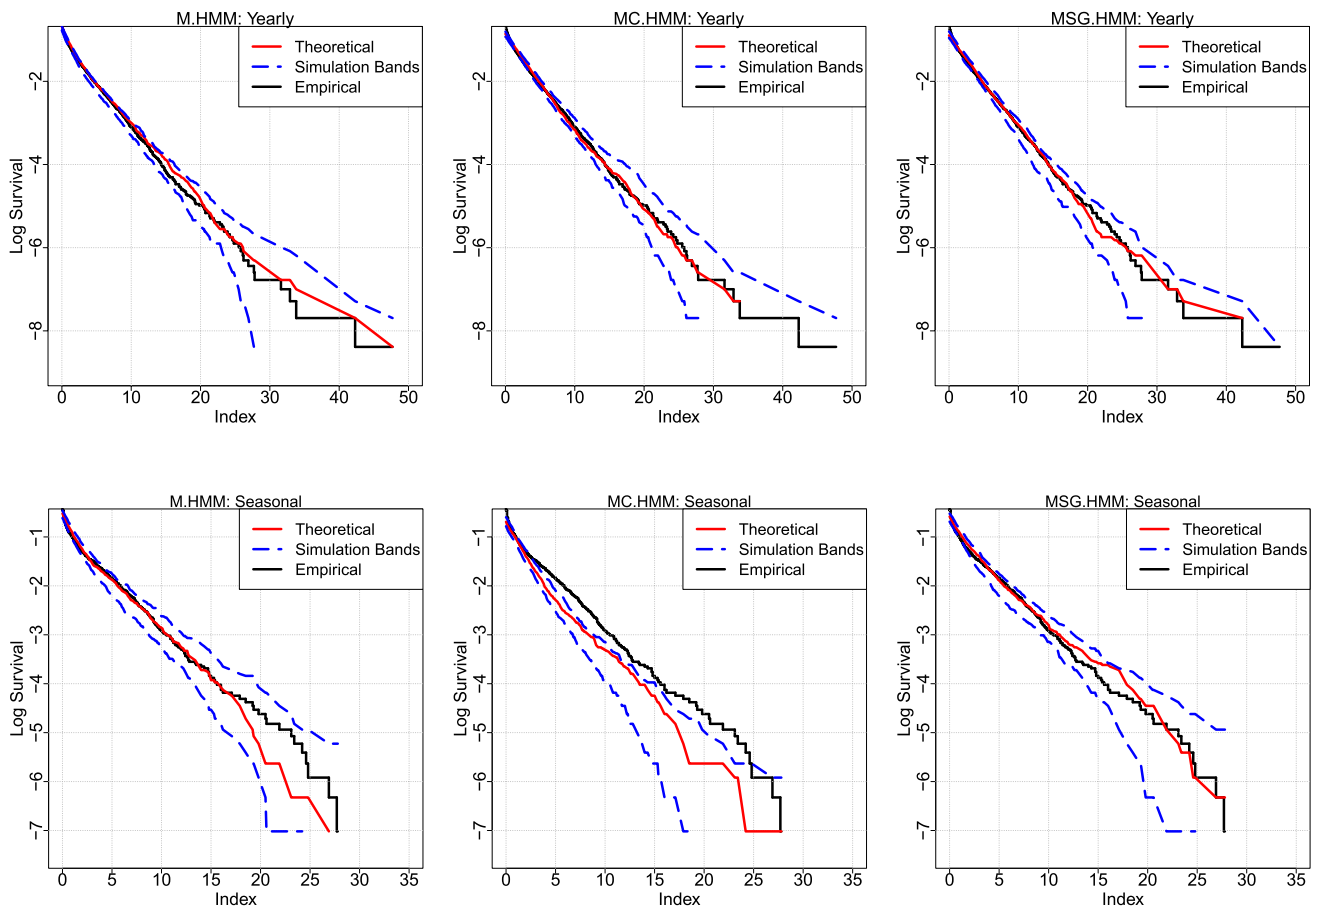 M.HMM: Yearly
Theoretical
Simulation Bands
Empirical
Log Survival
−2
−4
−6
−8
0 10 20 30 40 50
Index
MC.HMM: Yearly
Theoretical
Simulation Bands
Empirical
Log Survival
−2
−4
−6
−8
0 10 20 30 40 50
Index
MSG.HMM: Yearly
Theoretical
Simulation Bands
Empirical
Log Survival
−2
−4
−6
−8
0 10 20 30 40 50
Index
M.HMM: Seasonal
Theoretical
Simulation Bands
Empirical
Log Survival
−1
−2
−3
−4
−5
−6
−7
0 5 10 15 20 25 30 35
Index
MC.HMM: Seasonal
Theoretical
Simulation Bands
Empirical
Log Survival
−1
−2
−3
−4
−5
−6
−7
0 5 10 15 20 25 30 35
Index
MSG.HMM: Seasonal
Theoretical
Simulation Bands
Empirical
Log Survival
−1
−2
−3
−4
−5
−6
−7
0 5 10 15 20 25 30 35
Index